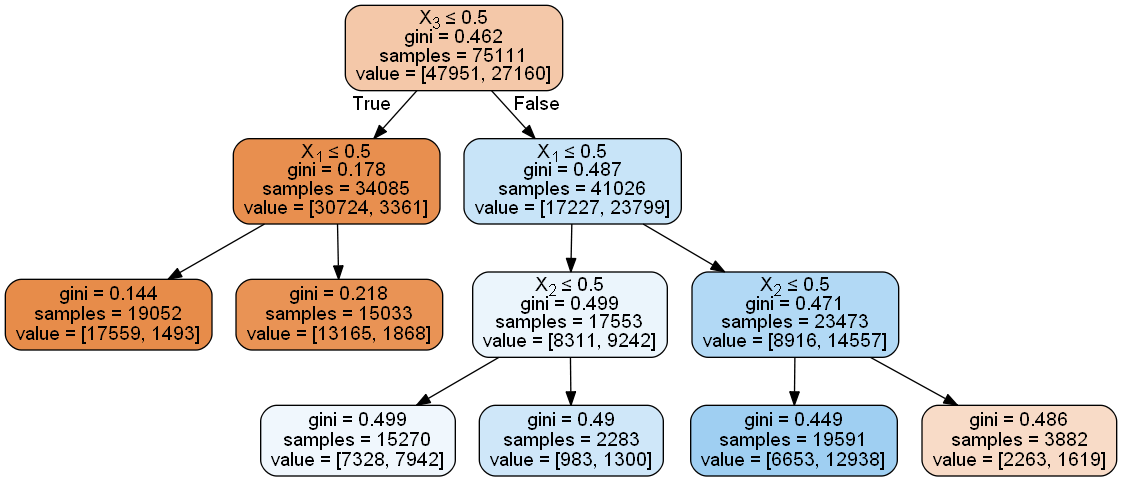 X3 ≤ 0.5
gini = 0.462
samples = 75111
value = [47951, 27160]
True
False
X1 ≤ 0.5
gini = 0.178
samples = 34085
value = [30724, 3361]
X1 ≤ 0.5
gini = 0.487
samples = 41026
value = [17227, 23799]
gini = 0.144
samples = 19052
value = [17559, 1493]
gini = 0.218
samples = 15033
value = [13165, 1868]
X2 ≤ 0.5
gini = 0.499
samples = 17553
value = [8311, 9242]
X2 ≤ 0.5
gini = 0.471
samples = 23473
value = [8916, 14557]
gini = 0.499
samples = 15270
value = [7328, 7942]
gini = 0.49
samples = 2283
value = [983, 1300]
gini = 0.449
samples = 19591
value = [6653, 12938]
gini = 0.486
samples = 3882
value = [2263, 1619]